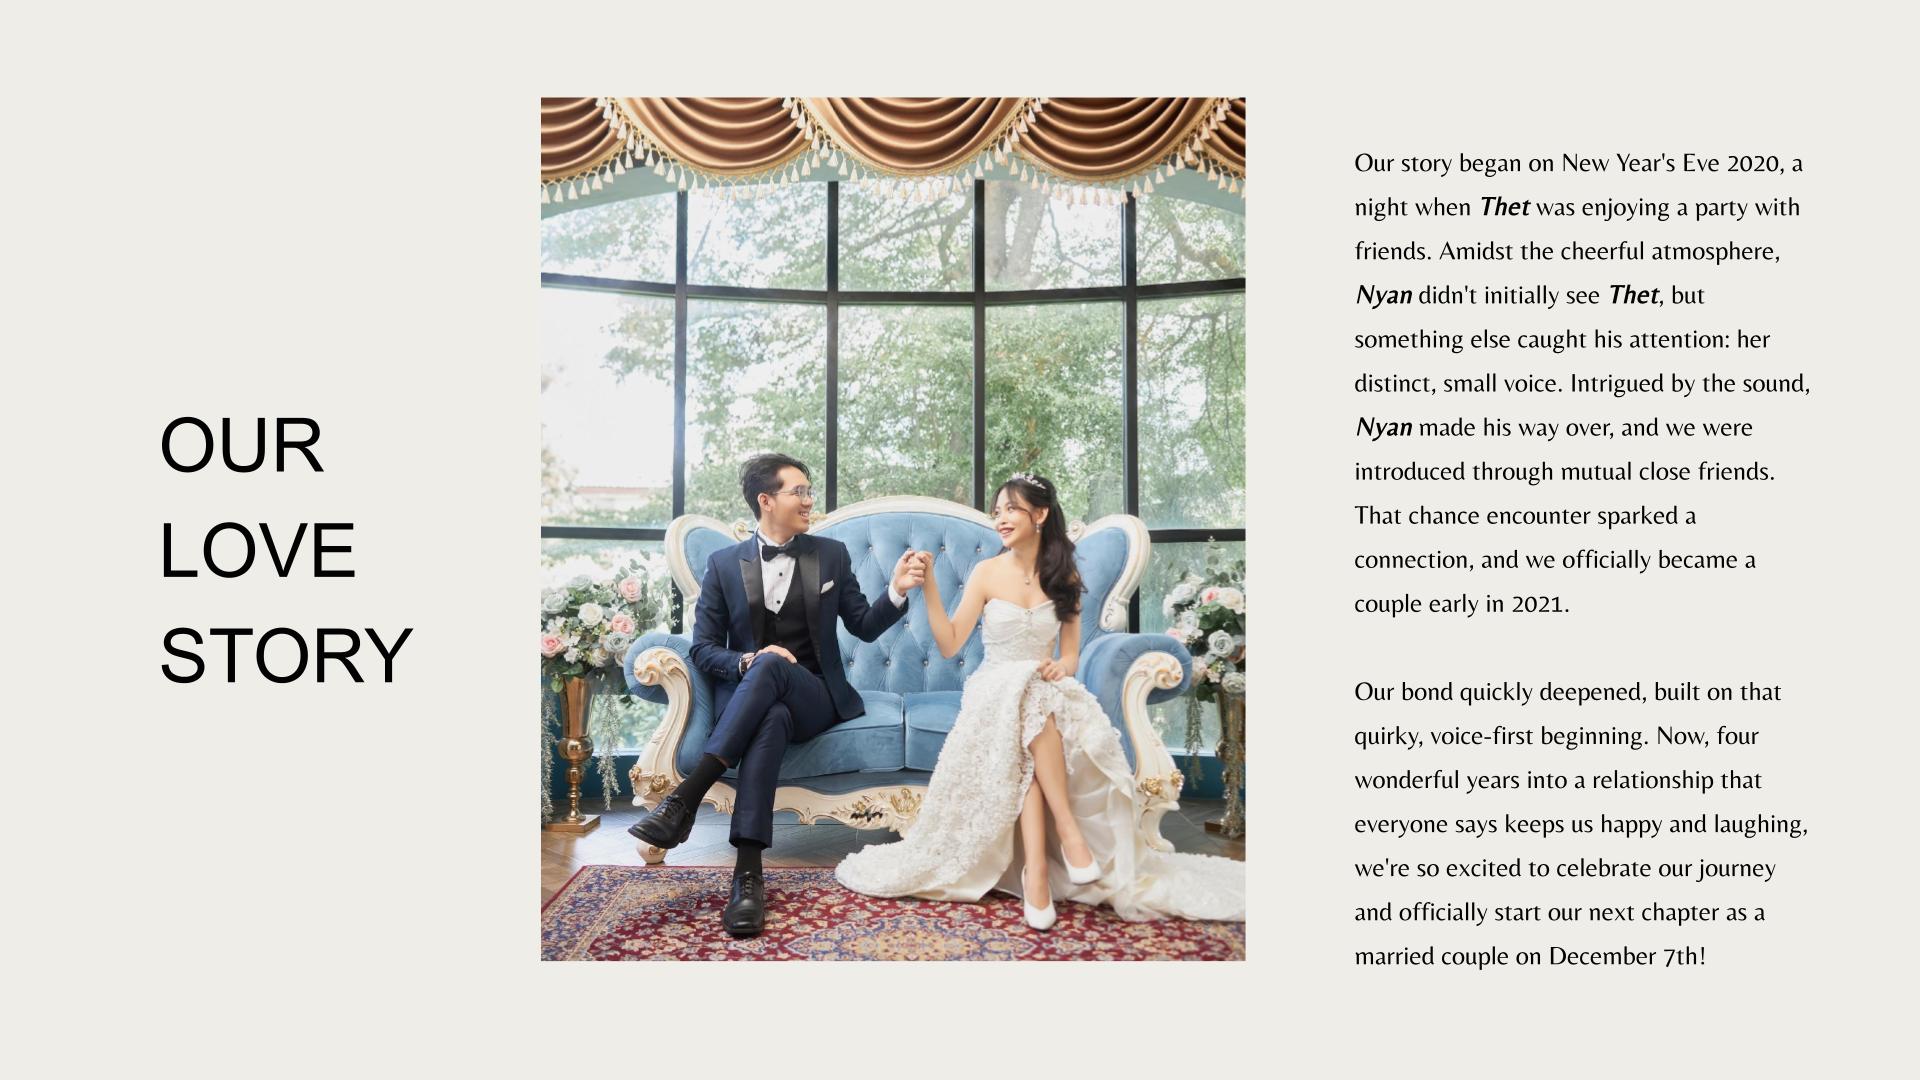 OUR
LOVE
STORY
Our story began on New Year's Eve 2020, a
night when Thet was enjoying a party with
friends. Amidst the cheerful atmosphere,
Nyan didn't initially see Thet, but
something else caught his attention: her
distinct, small voice. Intrigued by the sound,
Nyan made his way over, and we were
introduced through mutual close friends.
That chance encounter sparked a
connection, and we officially became a
couple early in 2021.
Our bond quickly deepened, built on that
quirky, voice-first beginning. Now, four
wonderful years into a relationship that
everyone says keeps us happy and laughing,
we're so excited to celebrate our journey
and officially start our next chapter as a
married couple on December 7th!